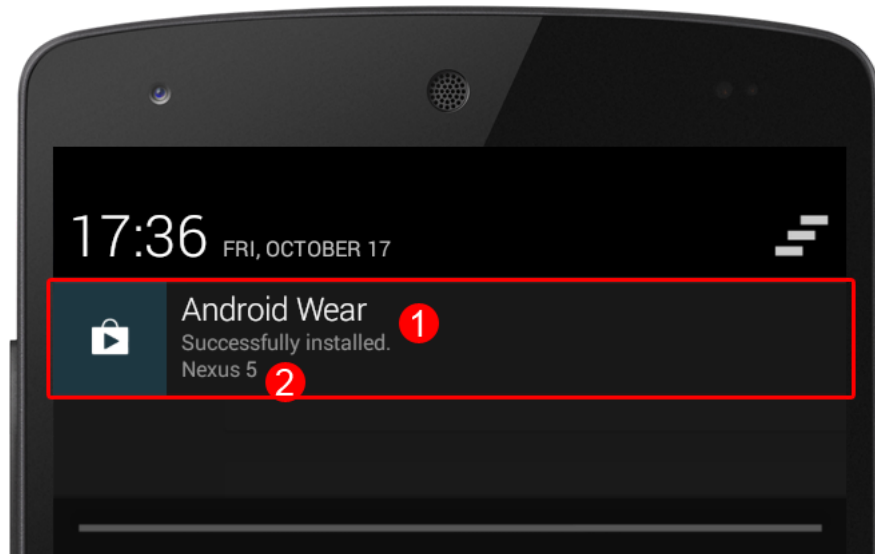 17:36 FRI, OCTOBER 17
Android Wear
1
Successfully installed.
Nexus 5
2